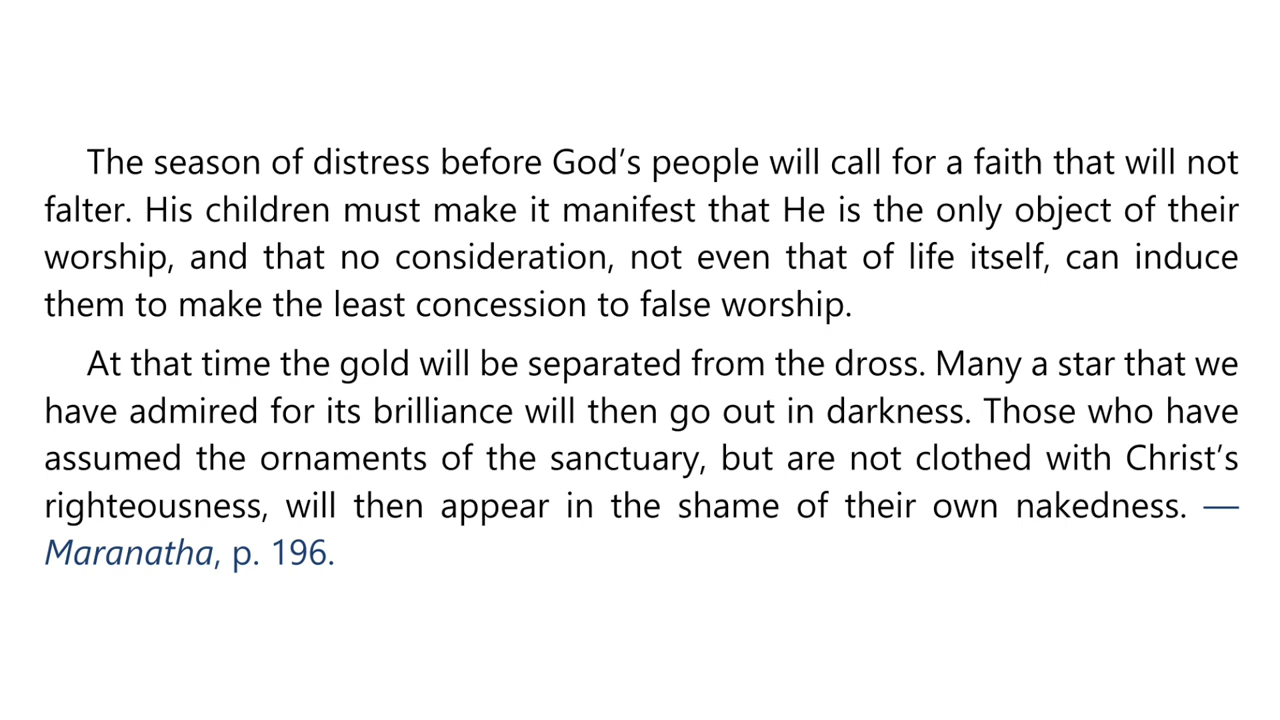 The season of distress before God’s people will call for a faith that will not
falter. His children must make it manifest that He is the only object of their
worship, and that no consideration, not even that of life itself, can induce
them to make the least concession to false worship.
At that time the gold will be separated from the dross. Many a star that we
have admired for its brilliance will then go out in darkness. Those who have
assumed the ornaments of the sanctuary, but are not clothed with Christ’s
righteousness, will then appear in the shame of their own nakedness. —
Maranatha, p. 196.